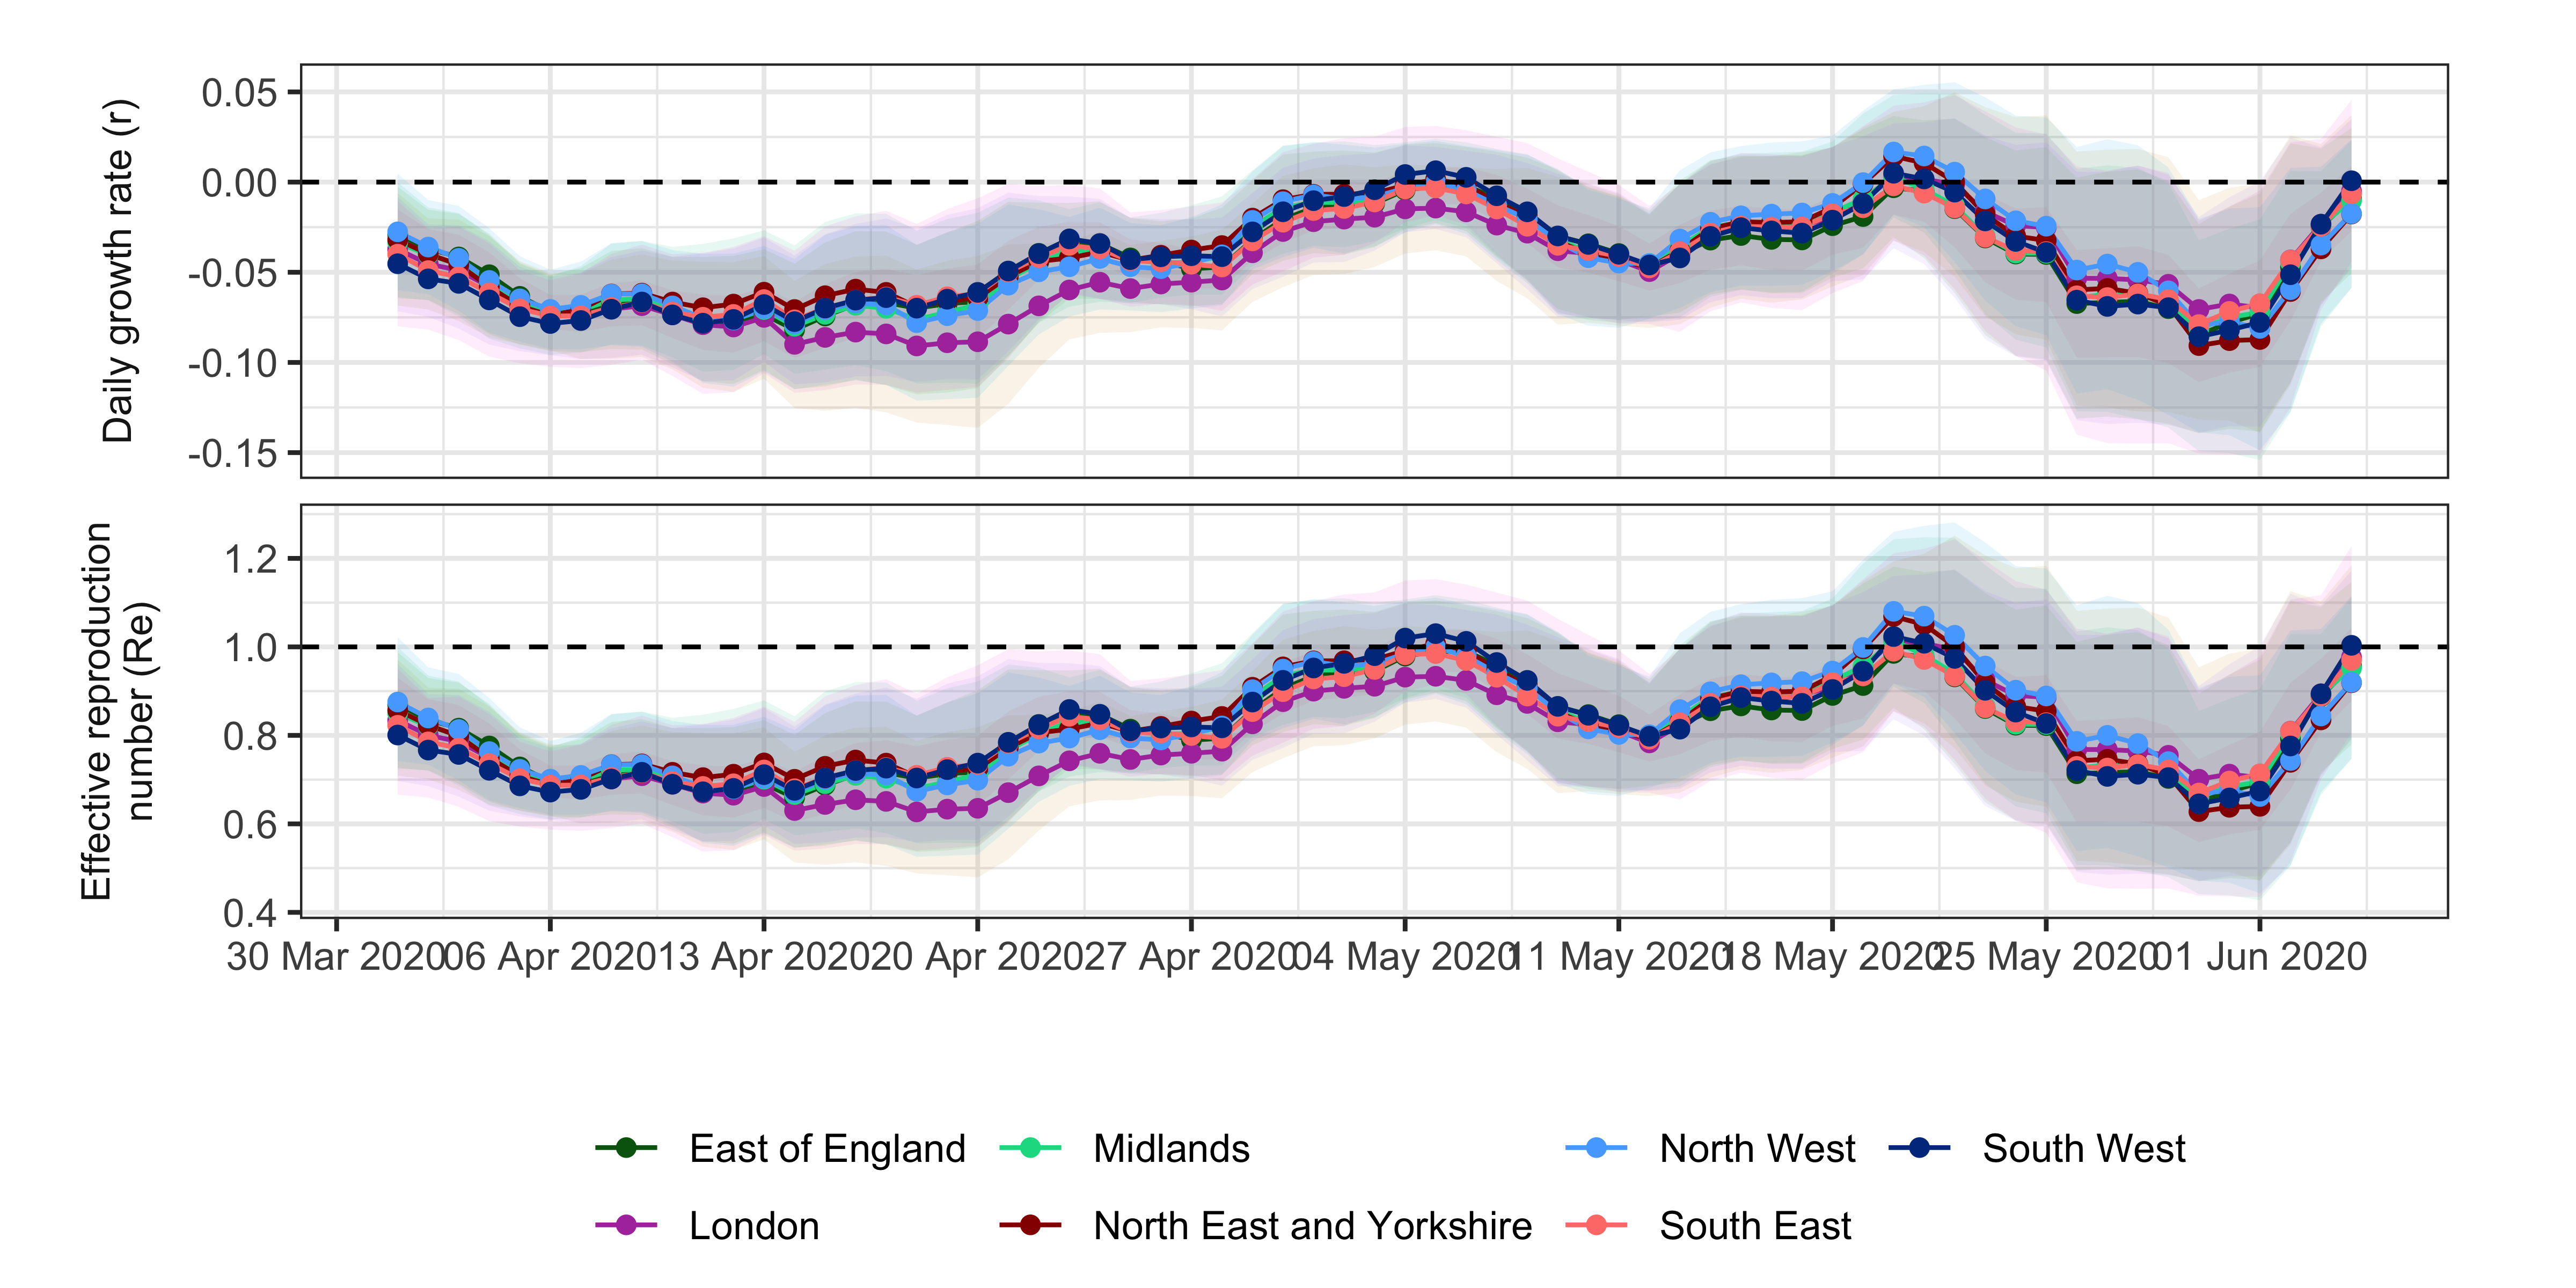 Daily growth rate (r)
0.05
0.00
-0.05
-0.10
-0.15
Effective reproduction
number (Re)
1.2
1.0
0.8
0.6
0.4
30 Mar 2020 06 Apr 2020 13 Apr 2020 20 Apr 2020 27 Apr 2020 04 May 2020 11 May 2020 18 May 2020 25 May 2020 01 Jun 2020
East of England Midlands North West South West
London North East and Yorkshire South East